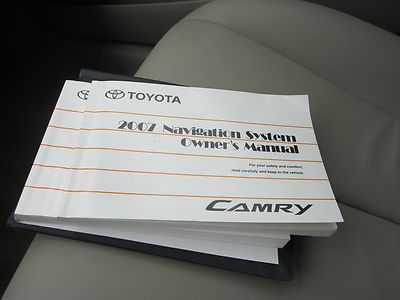 TOYOTA
2007 Navigation System
Owner's Manual
For your safety and comfort,
read carefully and keep in the vehicle.
CAMRY